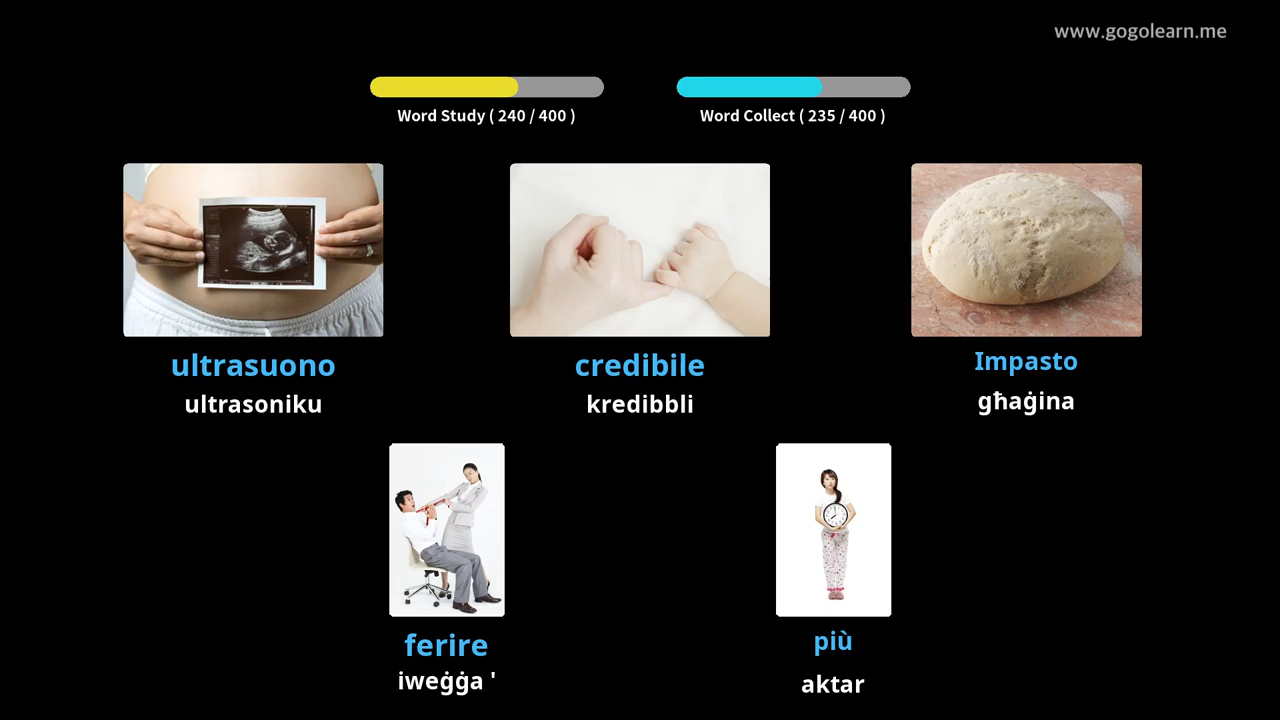 www.gogolearn.me
Word Study ( 240 / 400 )
Word Collect ( 235 / 400 )
ultrasuono
ultrasoniku
credibile
kredibbli
Impasto
għaġina
ferire
iweġġa '
più
aktar